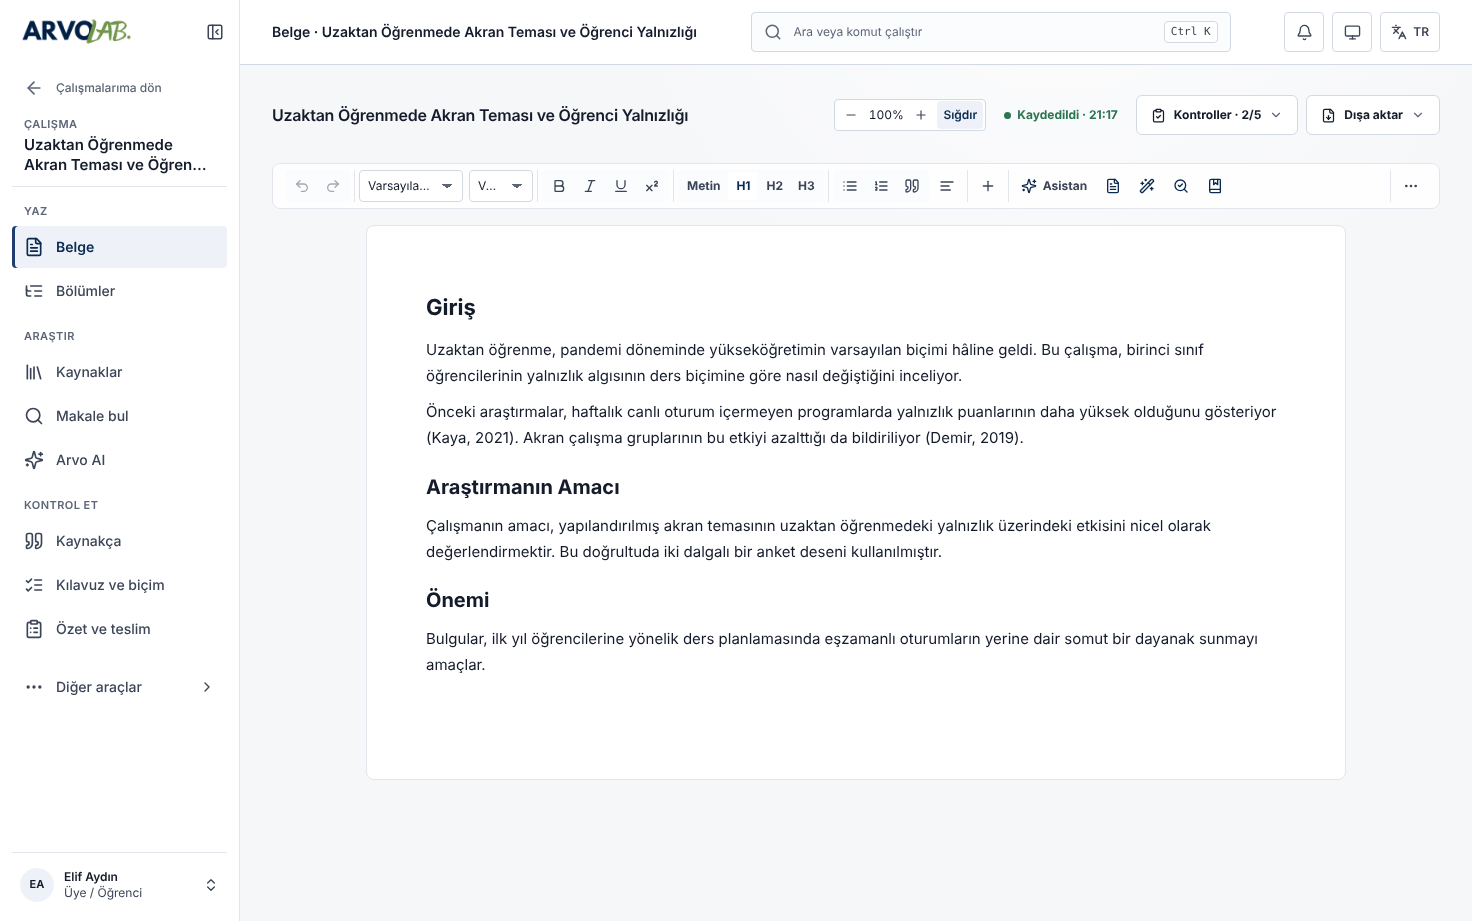 ARVOLAB.
Belge · Uzaktan Öğrenmede Akran Teması ve Öğrenci Yalnızlığı
Ara veya komut çalıştır
Ctrl K
TR
Çalışmalarıma dön
ÇALIŞMA
Uzaktan Öğrenmede
Akran Teması ve Öğren...
YAZ
Belge
Bölümler
ARAŞTIR
Kaynaklar
Makale bul
Arvo AI
KONTROL ET
Kaynakça
Kılavuz ve biçim
Özet ve teslim
Diğer araçlar
EA
Elif Aydın
Üye / Öğrenci
Uzaktan Öğrenmede Akran Teması ve Öğrenci Yalnızlığı
100%
Sığdır
Kaydedildi · 21:17
Kontroller · 2/5
Dışa aktar
Varsayıla...
V...
B I U x²
Metin H1 H2 H3
Asistan
Giriş
Uzaktan öğrenme, pandemi döneminde yükseköğretimin varsayılan biçimi hâline geldi. Bu çalışma, birinci sınıf
öğrencilerinin yalnızlık algısının ders biçimine göre nasıl değiştiğini inceliyor.
Önceki araştırmalar, haftalık canlı oturum içermeyen programlarda yalnızlık puanlarının daha yüksek olduğunu gösteriyor
(Kaya, 2021). Akran çalışma gruplarının bu etkiyi azalttığı da bildiriliyor (Demir, 2019).
Araştırmanın Amacı
Çalışmanın amacı, yapılandırılmış akran temasının uzaktan öğrenmedeki yalnızlık üzerindeki etkisini nicel olarak
değerlendirmektir. Bu doğrultuda iki dalgalı bir anket deseni kullanılmıştır.
Önemi
Bulgular, ilk yıl öğrencilerine yönelik ders planlamasında eşzamanlı oturumların yerine dair somut bir dayanak sunmayı
amaçlar.